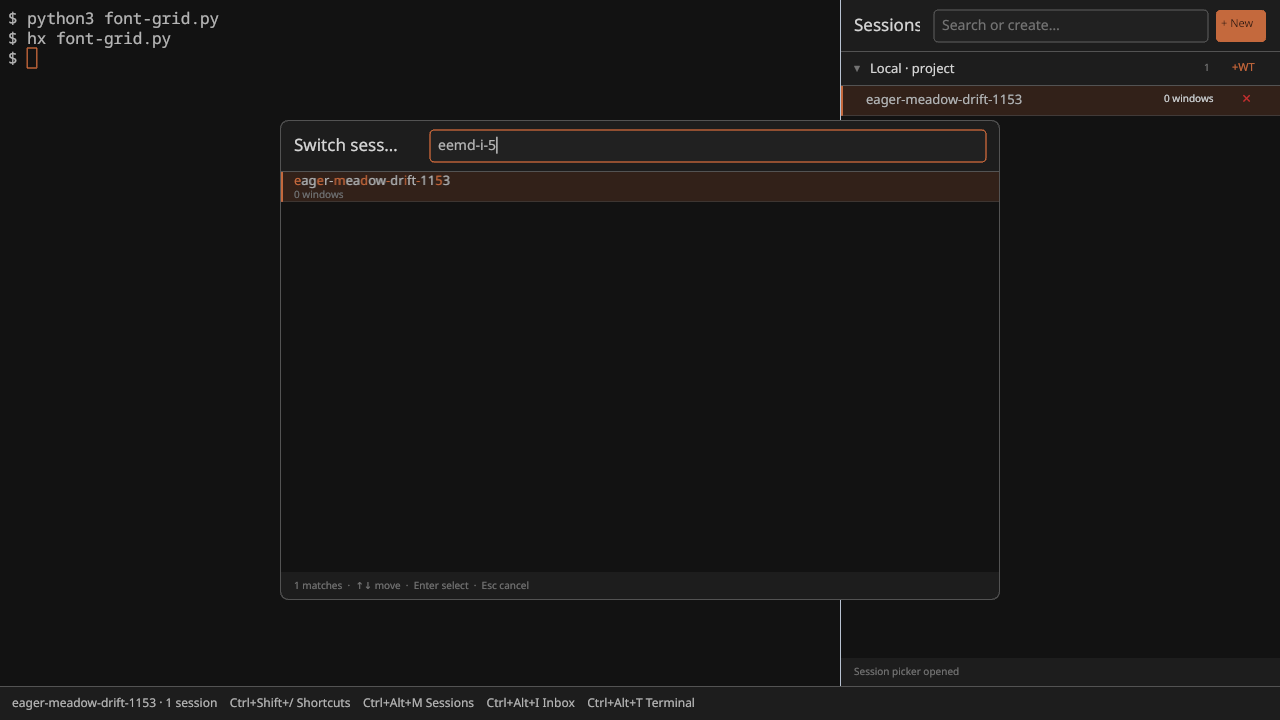 $ python3 font-grid.py
$ hx font-grid.py
$
Sessions Search or create... + New
▼ Local · project 1 +WT
eager-meadow-drift-1153 0 windows ✕
Switch sess... eemd-i-5
eager-meadow-drift-1153
0 windows
1 matches · ↑↓ move · Enter select · Esc cancel
Session picker opened
eager-meadow-drift-1153 · 1 session Ctrl+Shift+/ Shortcuts Ctrl+Alt+M Sessions Ctrl+Alt+I Inbox Ctrl+Alt+T Terminal